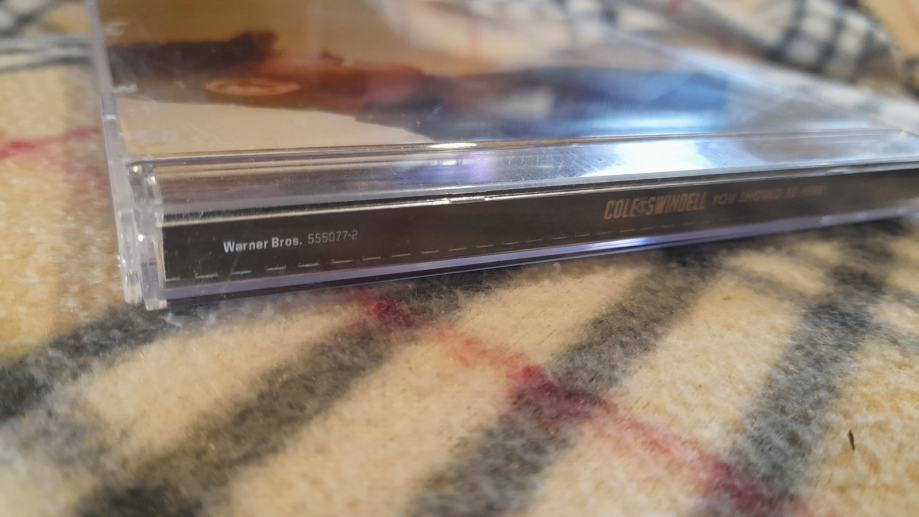 Warner Bros. 555077-2 COLE SWINDELL YOU SHOULD BE HERE